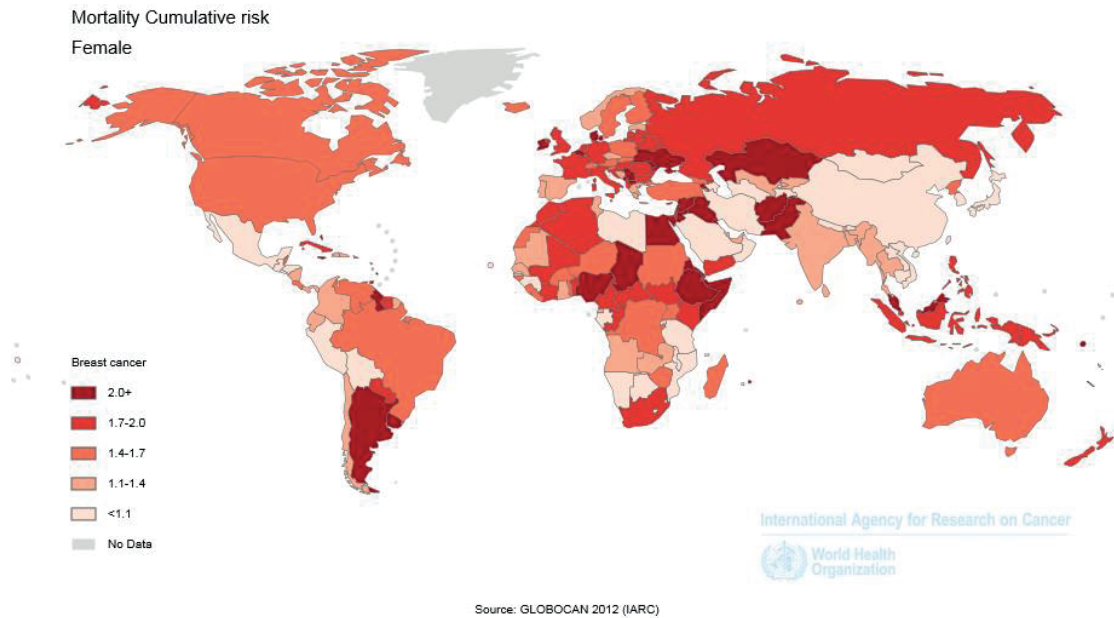 Mortality Cumulative risk
Female
Breast cancer
2.0+
1.7-2.0
1.4-1.7
1.1-1.4
<1.1
No Data
International Agency for Research on Cancer
World Health
Organization
Source: GLOBOCAN 2012 (IARC)